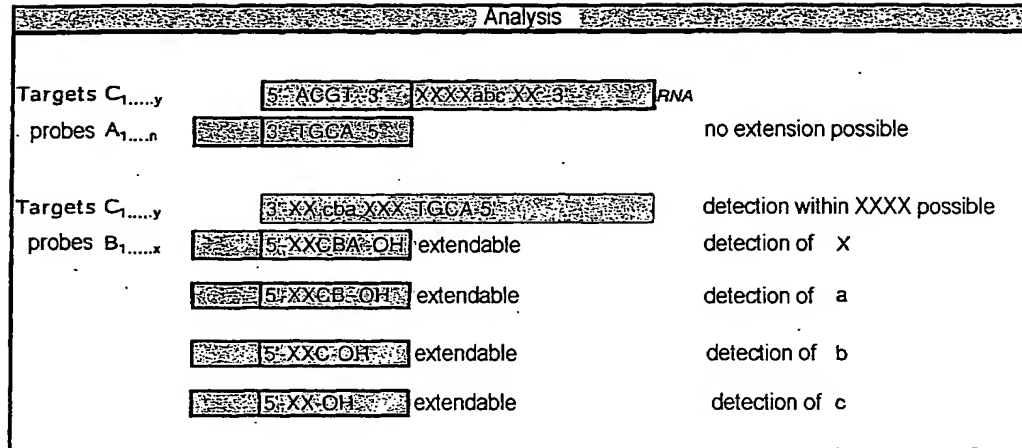 Analysis
Targets C1.....y 5'-ACGT-3' XXXXabc XX-3 RNA
probes A1....n 3'-TGCA-5' no extension possible
Targets C1.....y 3'-XX cba XXX-TGCA-5' detection within XXXX possible
probes B1.....x 5'-XXCBA-OH extendable detection of X
5'-XXCB-OH extendable detection of a
5'-XXC-OH extendable detection of b
5'-XX-OH extendable detection of c